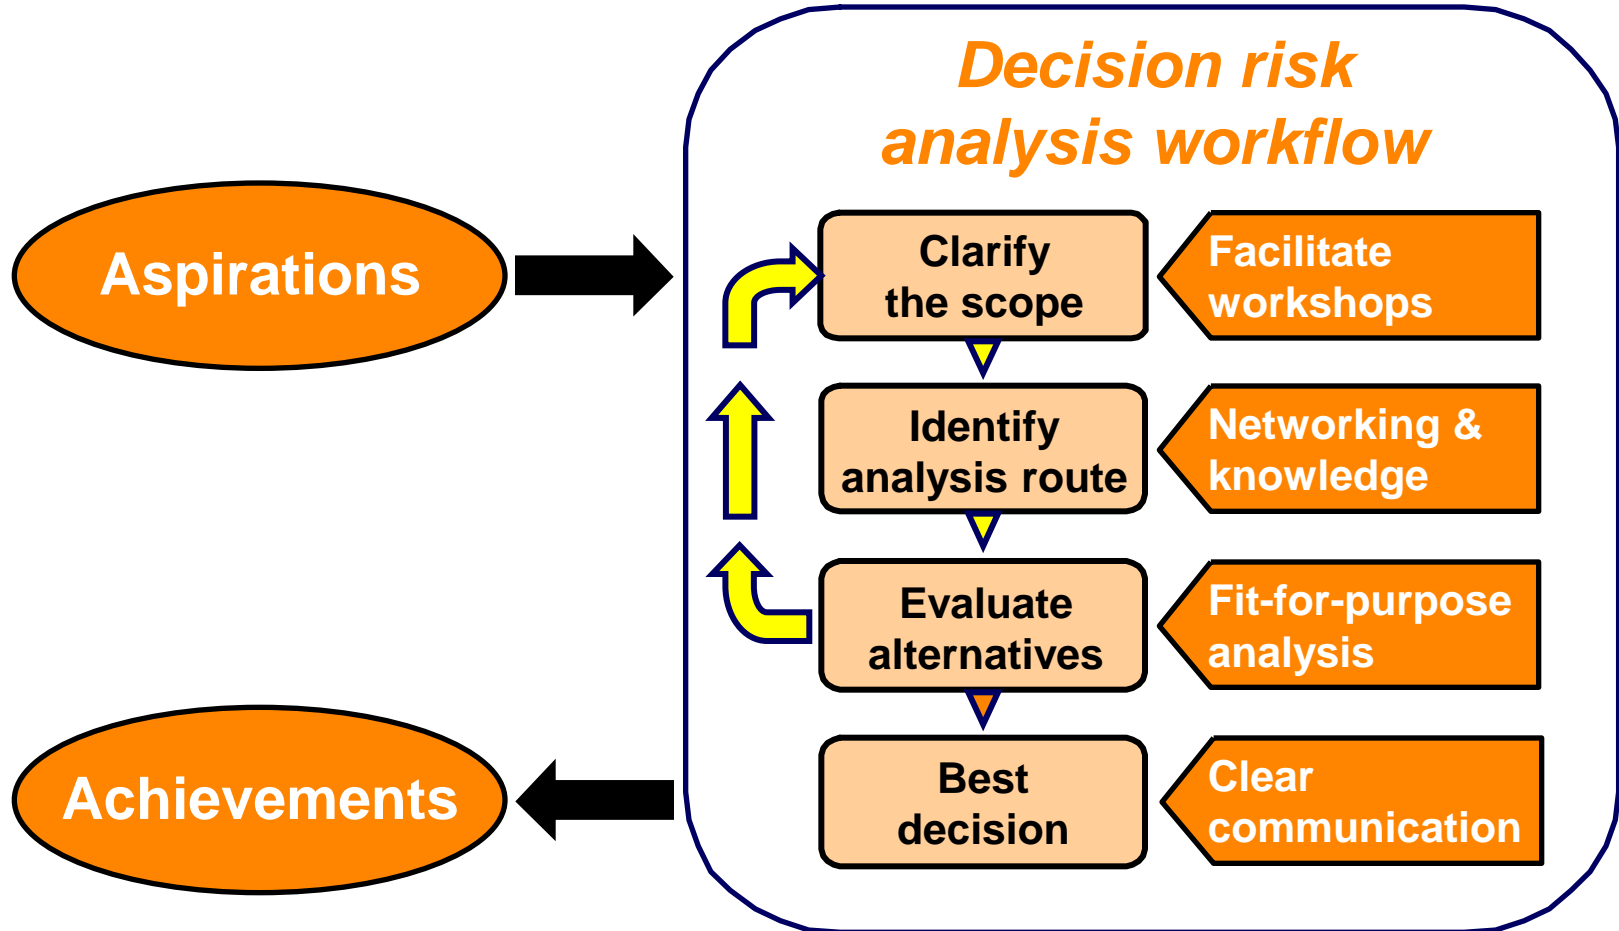 Decision risk
analysis workflow
Aspirations
Clarify
the scope
Facilitate
workshops
Identify
analysis route
Networking &
knowledge
Evaluate
alternatives
Fit-for-purpose
analysis
Achievements
Best
decision
Clear
communication